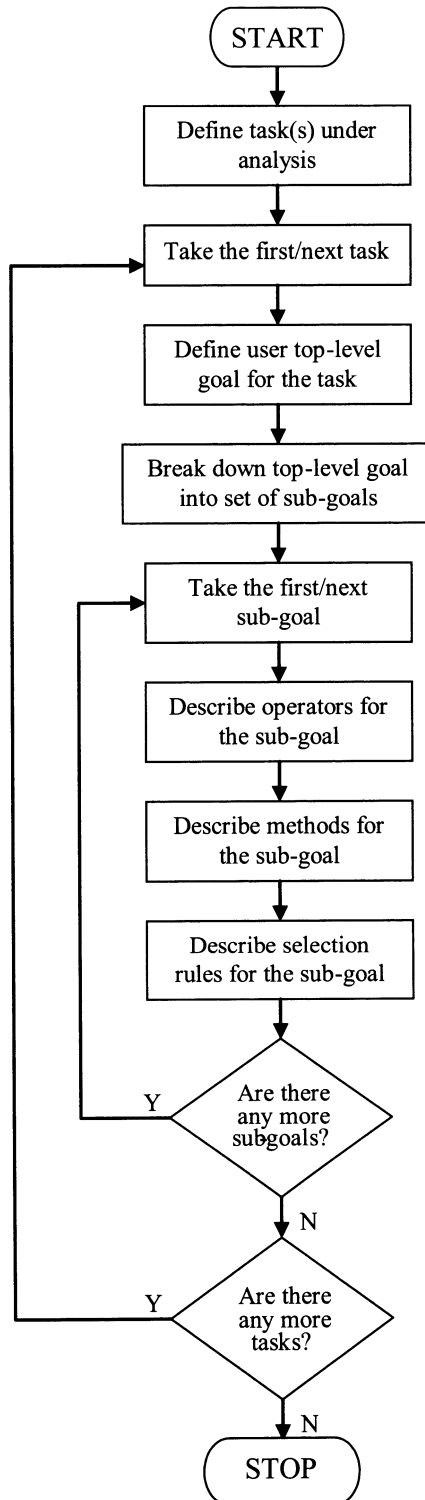 START
Define task(s) under
analysis
Take the first/next task
Define user top-level
goal for the task
Break down top-level goal
into set of sub-goals
Take the first/next
sub-goal
Describe operators for
the sub-goal
Describe methods for
the sub-goal
Describe selection
rules for the sub-goal
Y
Are there
any more
subgoals?
N
Y
Are there
any more
tasks?
N
STOP